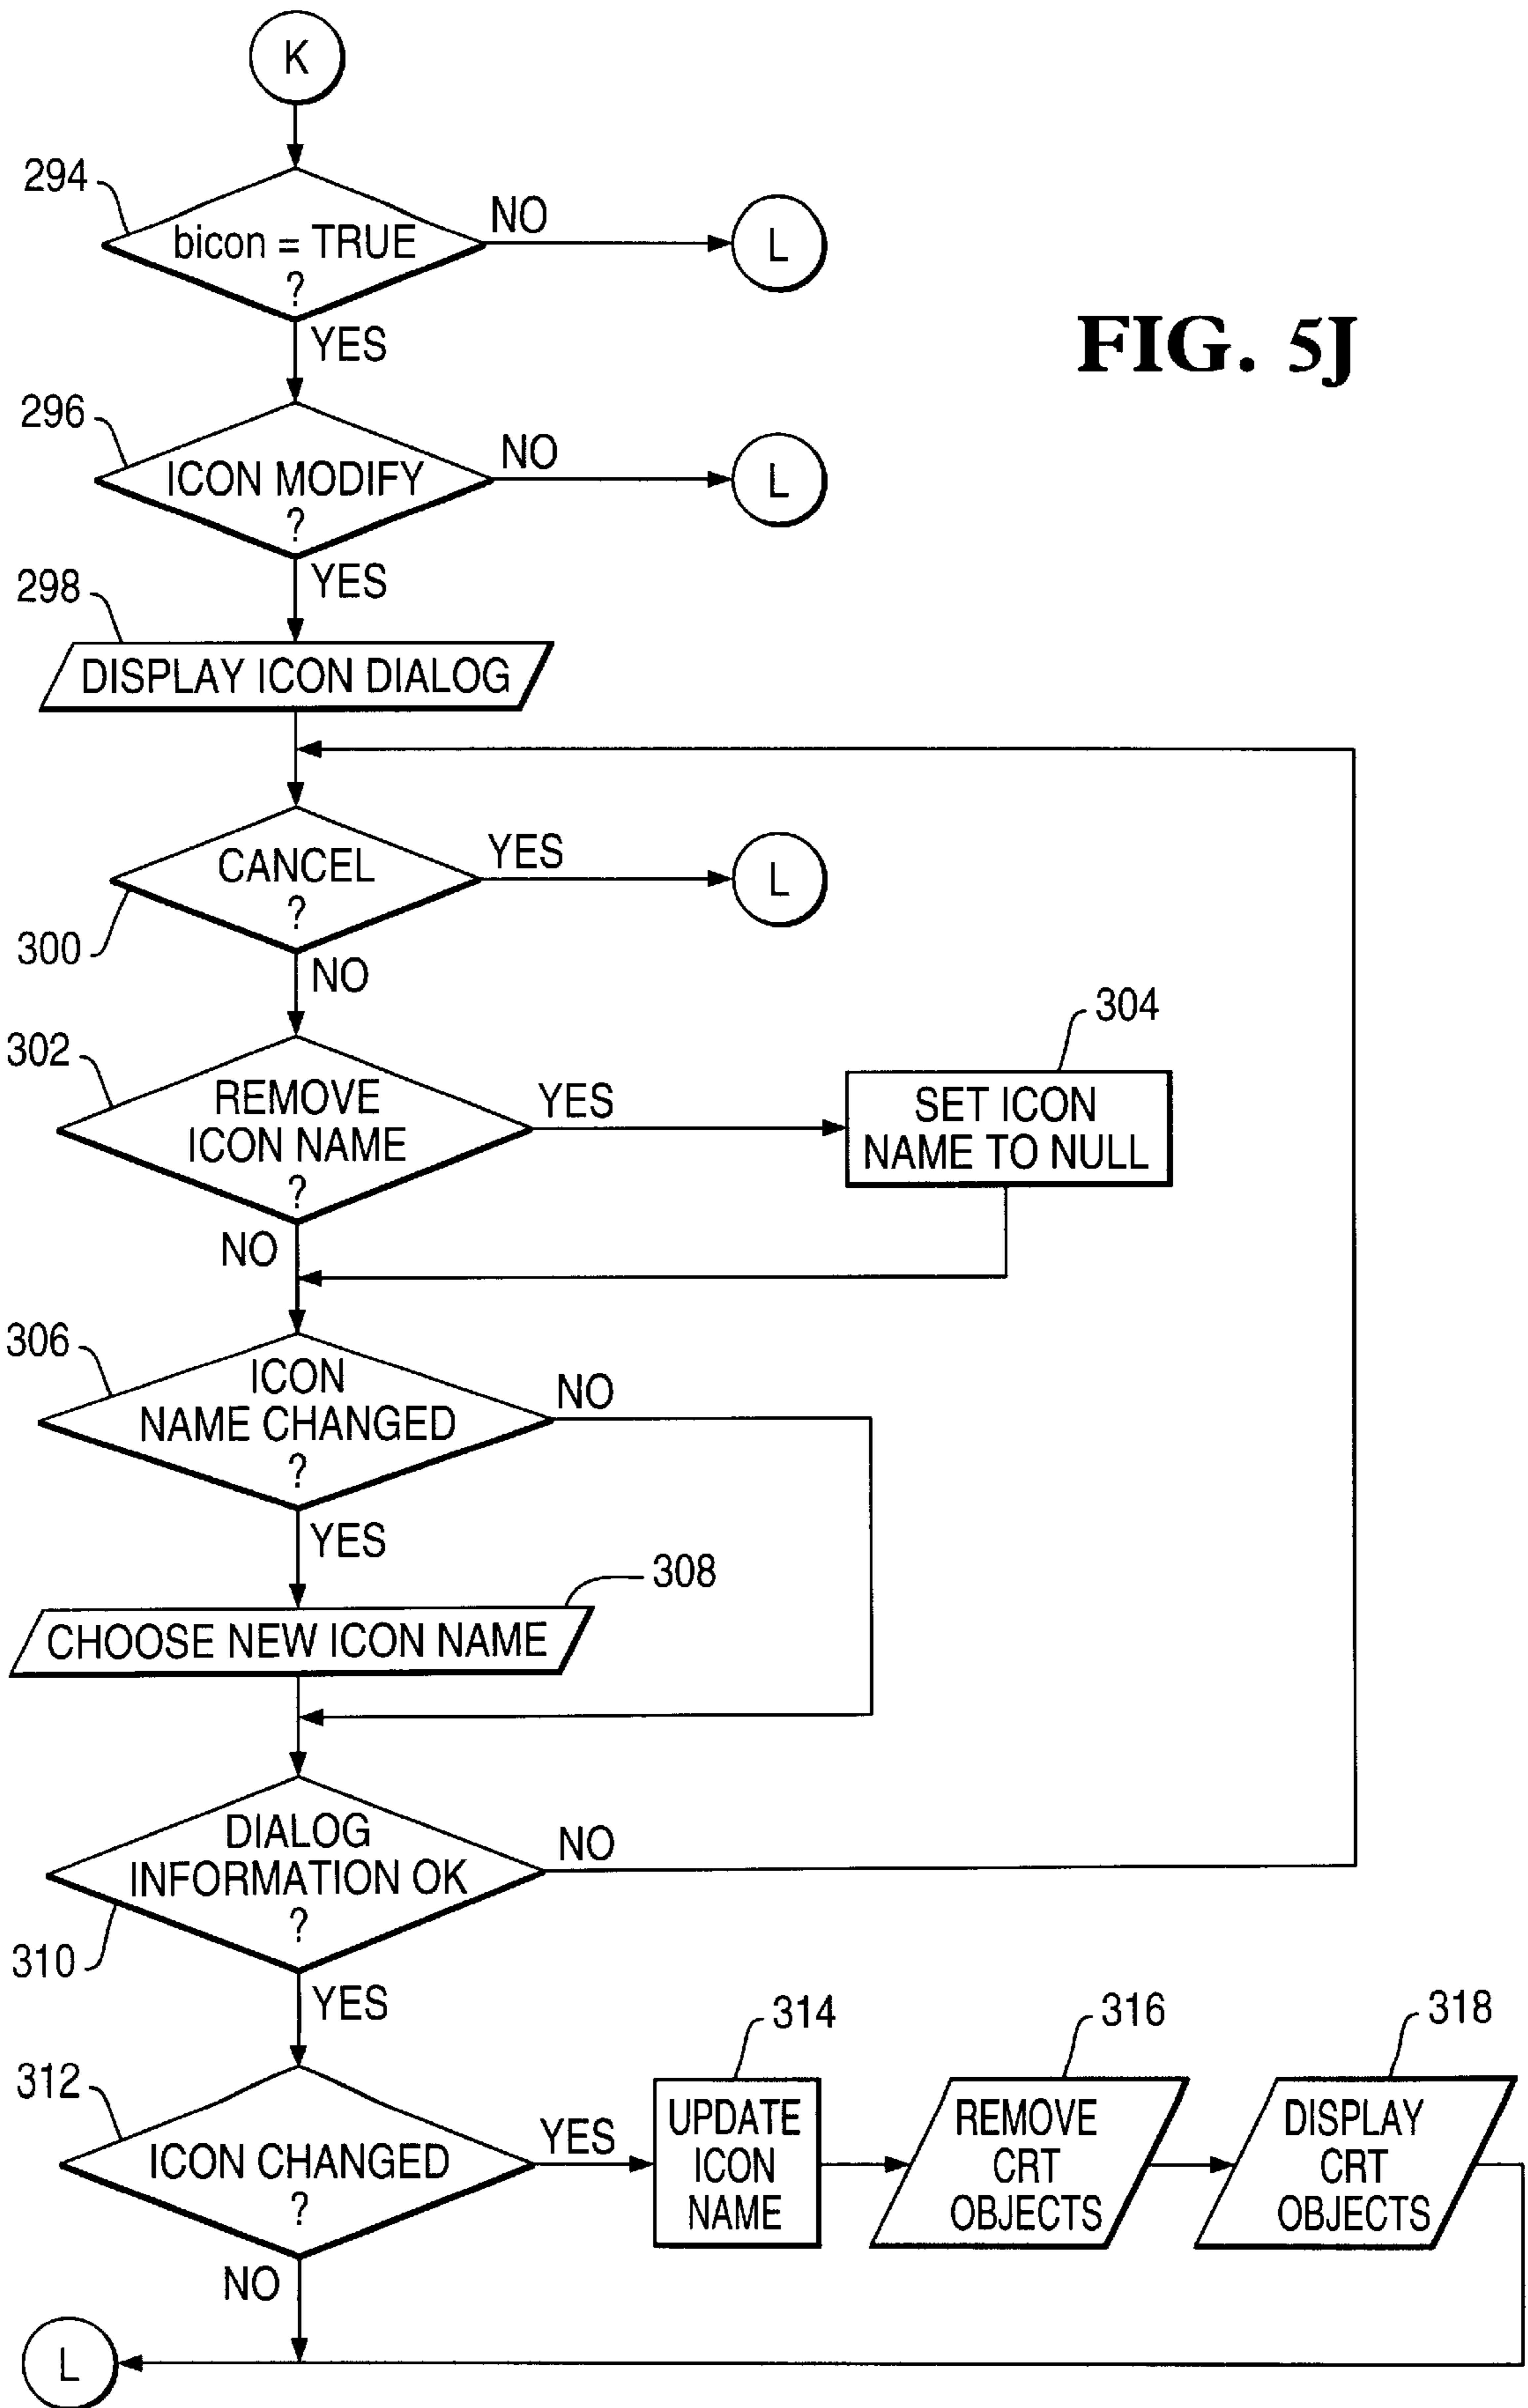 K
294
bicon = TRUE
?
NO
L
YES
FIG. 5J
296
ICON MODIFY
?
NO
L
YES
298
DISPLAY ICON DIALOG
CANCEL
?
YES
L
300
NO
302
REMOVE
ICON NAME
?
YES
304
SET ICON
NAME TO NULL
NO
306
ICON
NAME CHANGED
?
NO
YES
308
CHOOSE NEW ICON NAME
DIALOG
INFORMATION OK
?
NO
310
YES
312
ICON CHANGED
?
YES
314
UPDATE
ICON
NAME
316
REMOVE
CRT
OBJECTS
318
DISPLAY
CRT
OBJECTS
NO
L